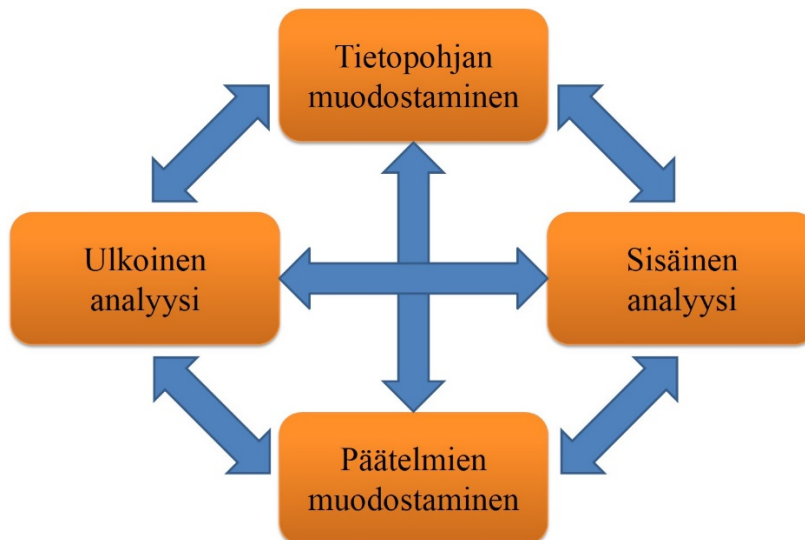 Tietopohjan
muodostaminen
Ulkoinen
analyysi
Sisäinen
analyysi
Päätelmien
muodostaminen